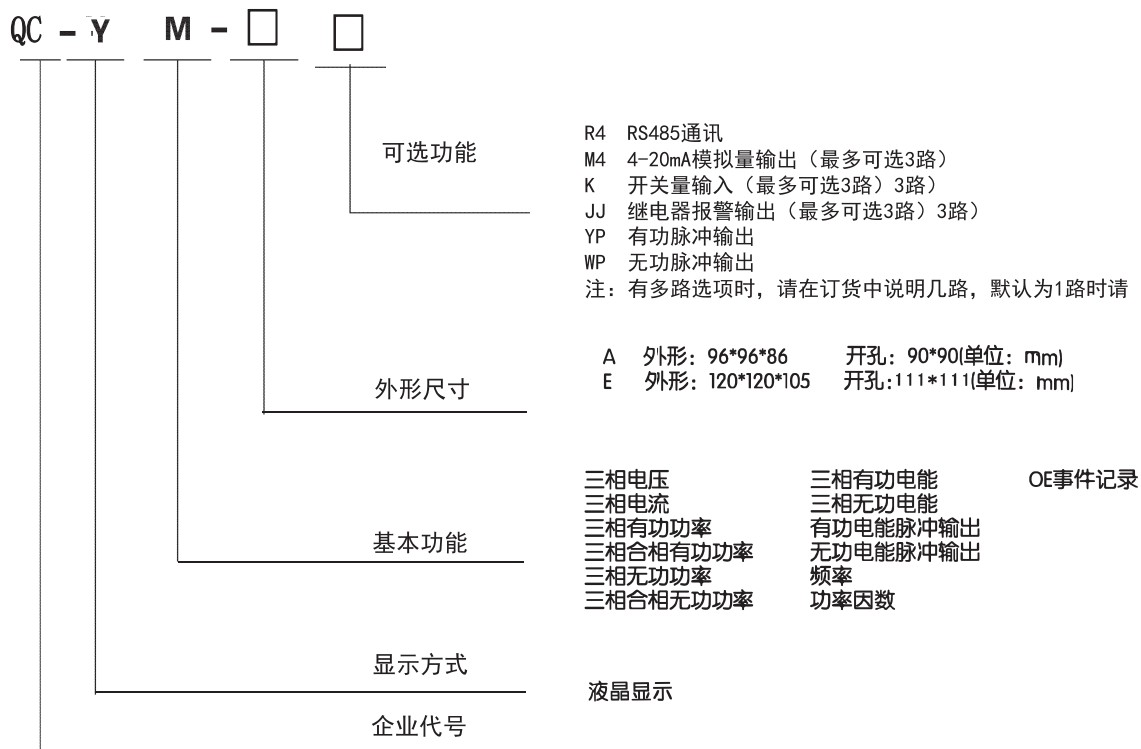 QC - Y M - □ □
可选功能
R4 RS485通讯
M4 4-20mA模拟量输出（最多可选3路）
K 开关量输入（最多可选3路）3路）
JJ 继电器报警输出（最多可选3路）3路）
YP 有功脉冲输出
WP 无功脉冲输出
注：有多路选项时，请在订货中说明几路，默认为1路时请
外形尺寸
A 外形：96*96*86 开孔：90*90(单位：mm)
E 外形：120*120*105 开孔:111*111(单位：mm)
基本功能
三相电压 三相有功电能 OE事件记录
三相电流 三相无功电能
三相有功功率 有功电能脉冲输出
三相合相有功功率 无功电能脉冲输出
三相无功功率 频率
三相合相无功功率 功率因数
显示方式
液晶显示
企业代号